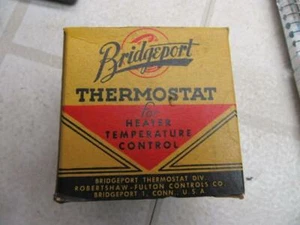 Bridgeport
THERMOSTAT
for
HEATER
TEMPERATURE
CONTROL
BRIDGEPORT THERMOSTAT DIV.
ROBERTSHAW-FULTON CONTROLS CO.
BRIDGEPORT 1, CONN., U.S.A